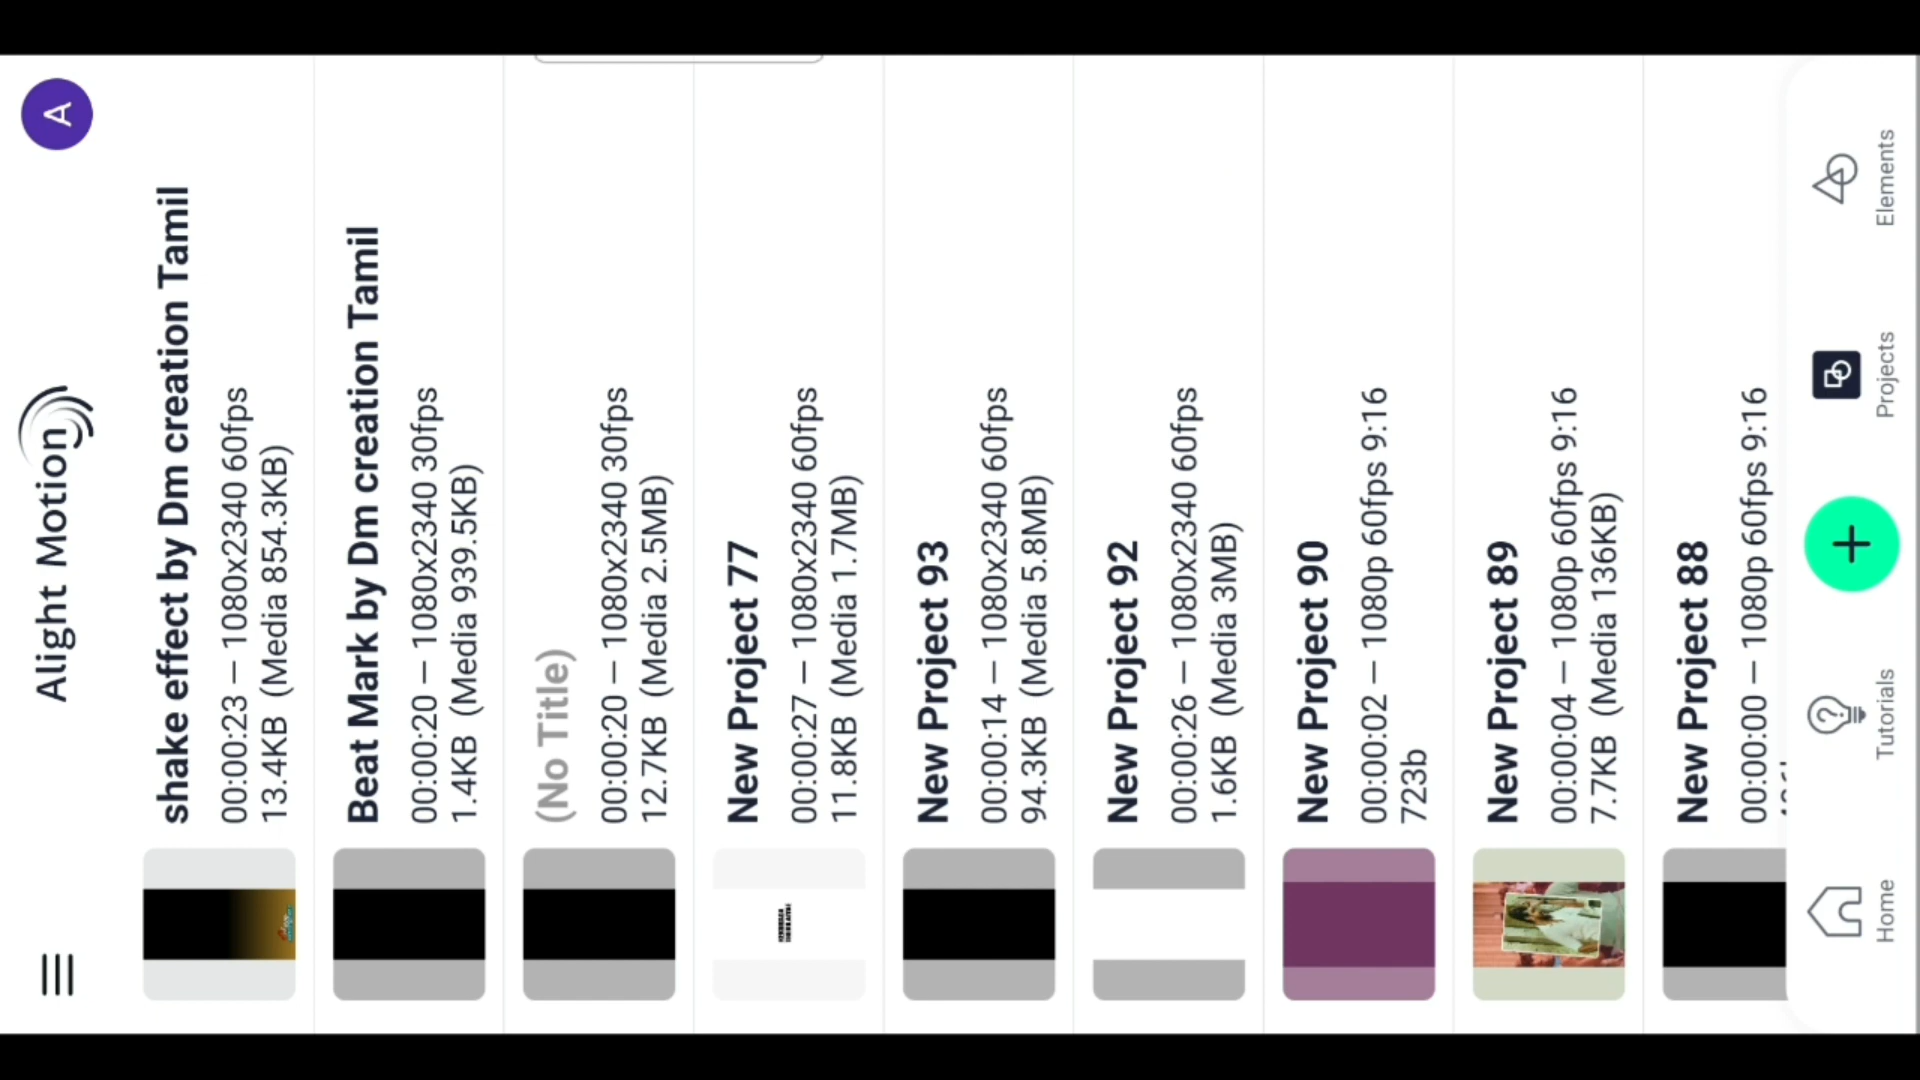 Alight Motion
A
shake effect by Dm creation Tamil
00:00:23 — 1080x2340 60fps
13.4KB (Media 854.3KB)
Beat Mark by Dm creation Tamil
00:00:20 — 1080x2340 30fps
1.4KB (Media 939.5KB)
(No Title)
00:00:20 — 1080x2340 30fps
12.7KB (Media 2.5MB)
New Project 77
00:00:27 — 1080x2340 60fps
11.8KB (Media 1.7MB)
New Project 93
00:00:14 — 1080x2340 60fps
94.3KB (Media 5.8MB)
New Project 92
00:00:26 — 1080x2340 60fps
1.6KB (Media 3MB)
New Project 90
00:00:02 — 1080p 60fps 9:16
723b
New Project 89
00:00:04 — 1080p 60fps 9:16
7.7KB (Media 136KB)
New Project 88
00:00:00 — 1080p 60fps 9:16
Home
Tutorials
Projects
Elements